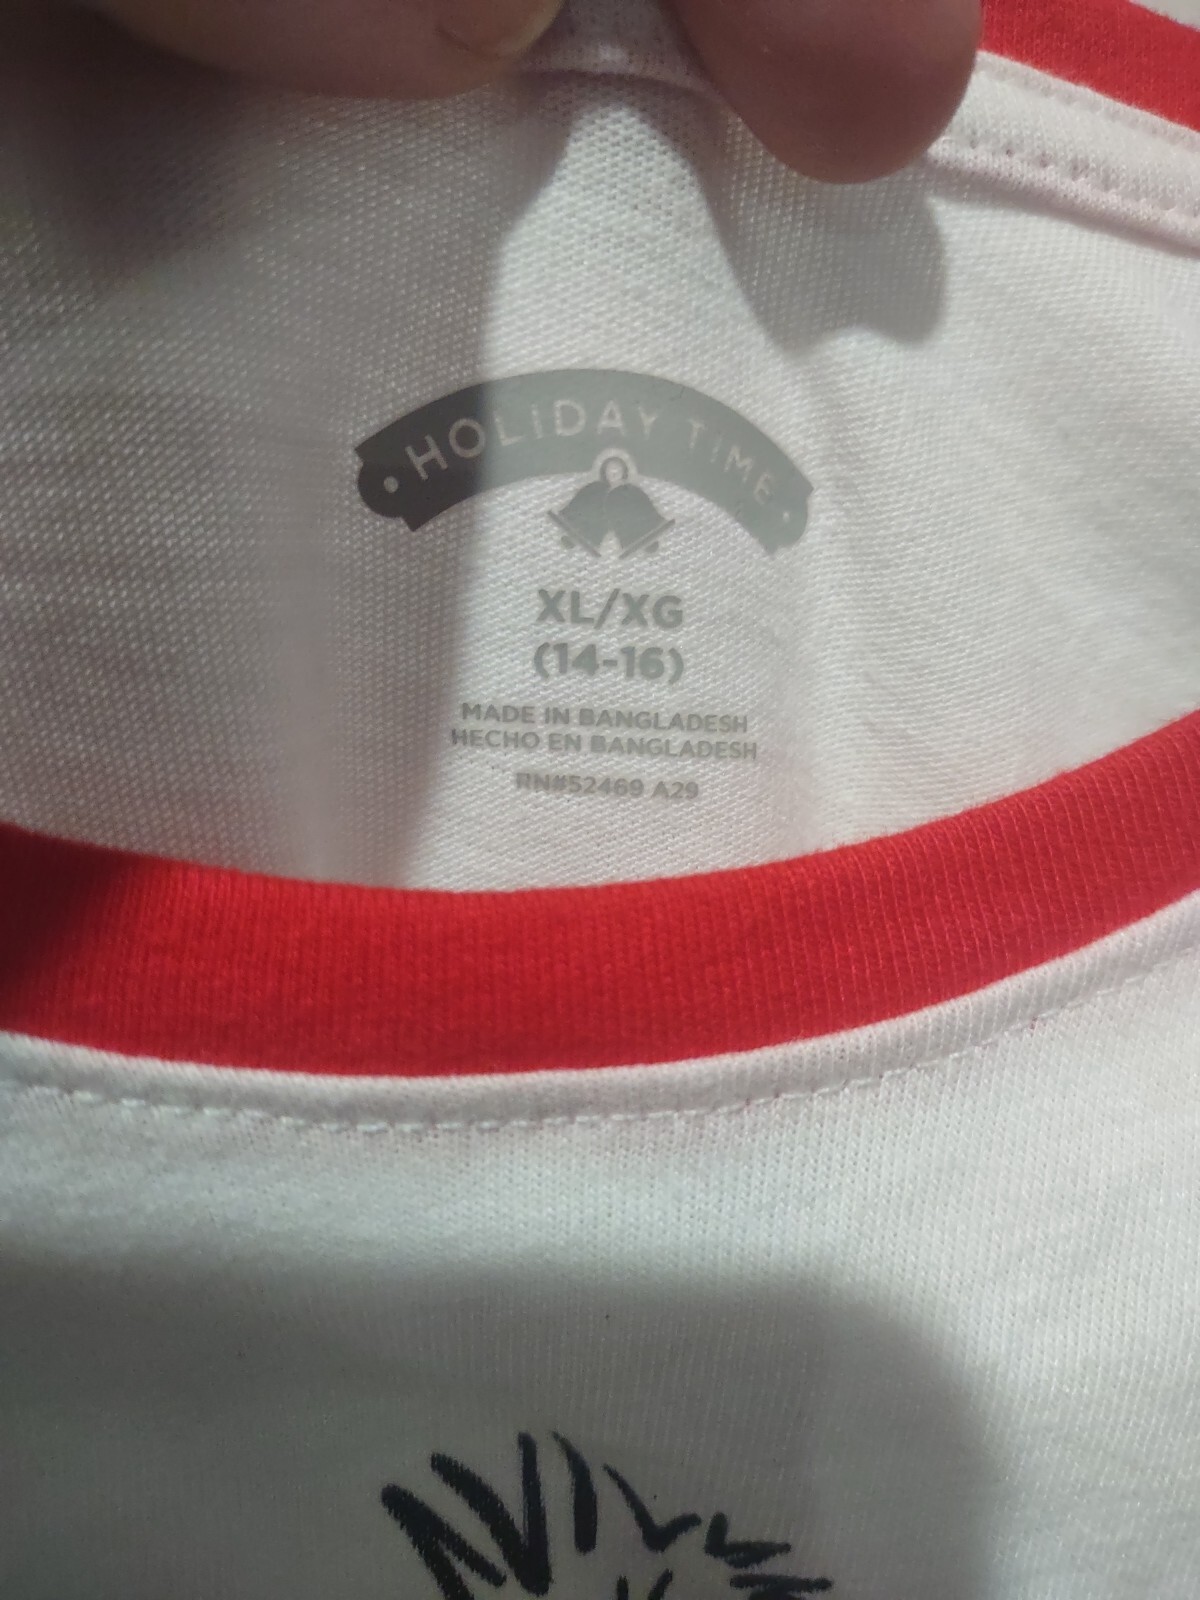 HOLIDAY TIME
XL/XG
(14-16)
MADE IN BANGLADESH
HECHO EN BANGLADESH
RN#52469 A29